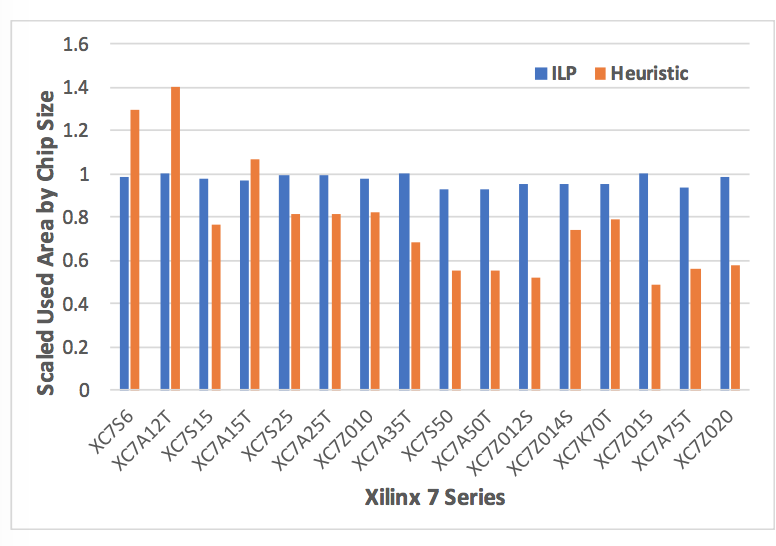 1.6
1.4
1.2
1
0.8
0.6
0.4
0.2
0
Scaled Used Area by Chip Size
ILP
Heuristic
XC7S6
XC7A12T
XC7S15
XC7A15T
XC7S25
XC7A25T
XC7Z010
XC7A35T
XC7S50
XC7A50T
XC7Z012S
XC7Z014S
XC7K70T
XC7Z015
XC7A75T
XC7Z020
Xilinx 7 Series